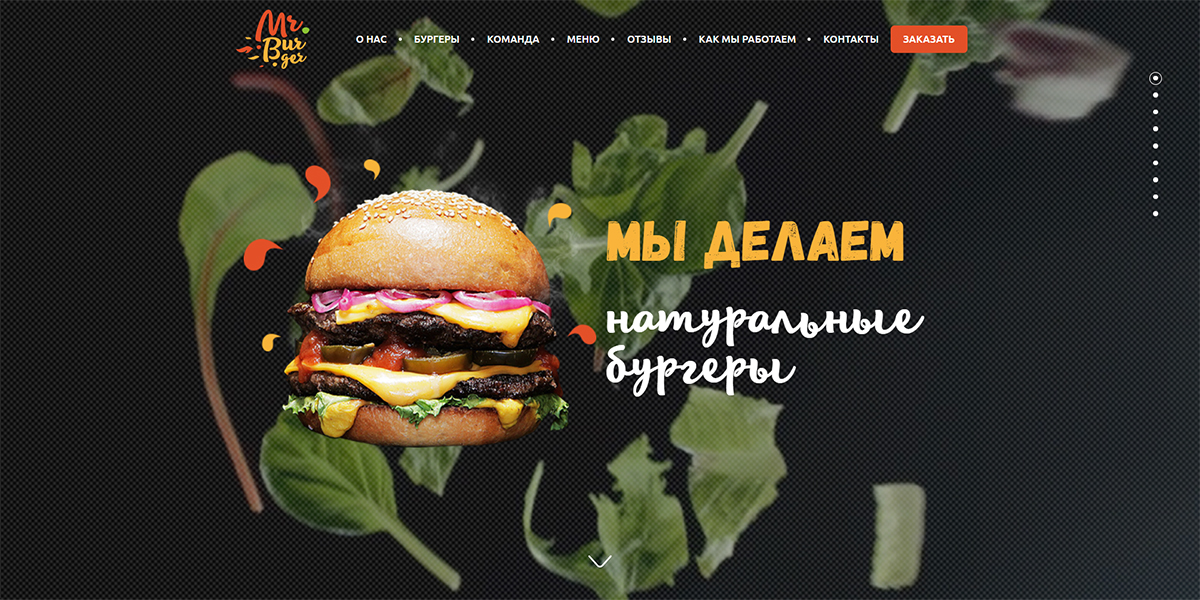 Mr.
Bur
ger
О НАС • БУРГЕРЫ • КОМАНДА • МЕНЮ • ОТЗЫВЫ • КАК МЫ РАБОТАЕМ • КОНТАКТЫ ЗАКАЗАТЬ
МЫ ДЕЛАЕМ
натуральные
бургеры